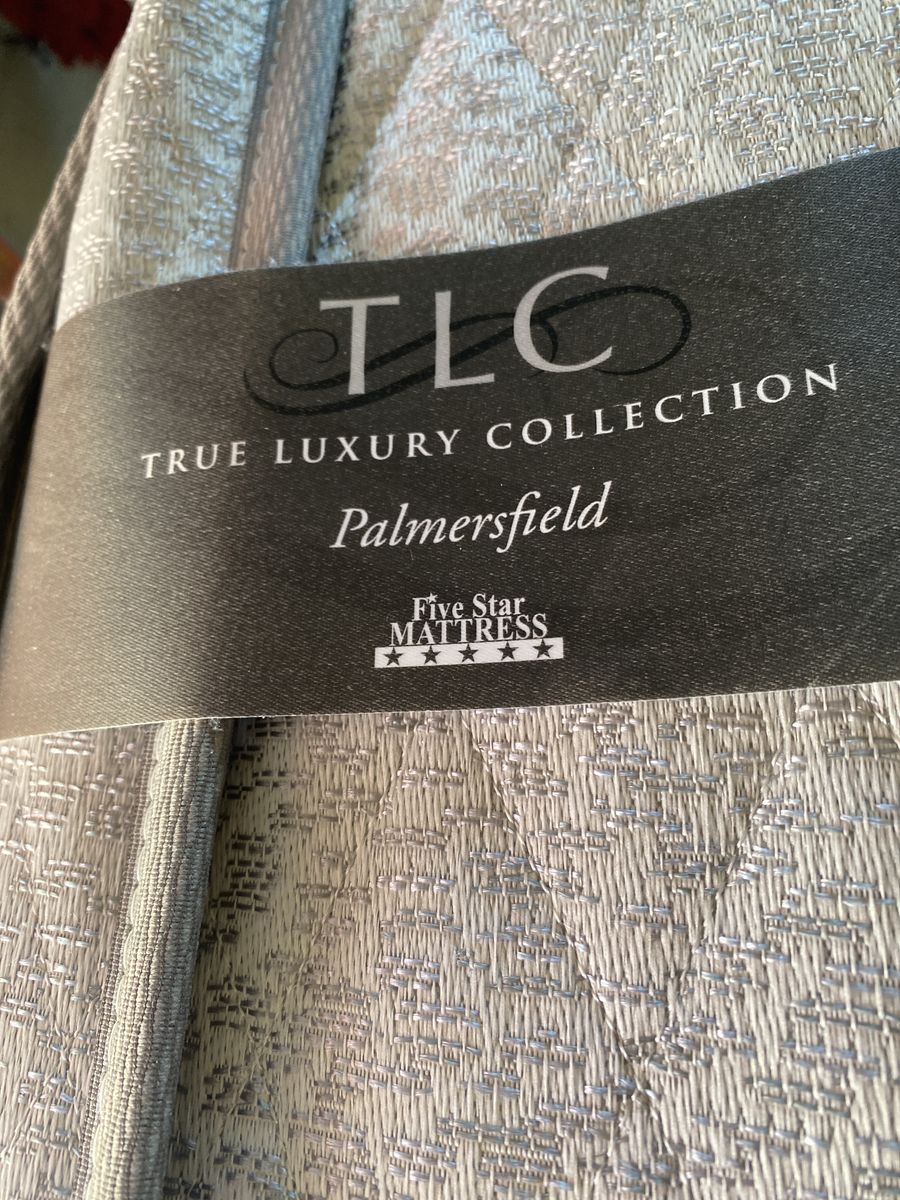 TLC
TRUE LUXURY COLLECTION
Palmersfield
Five Star
MATTRESS